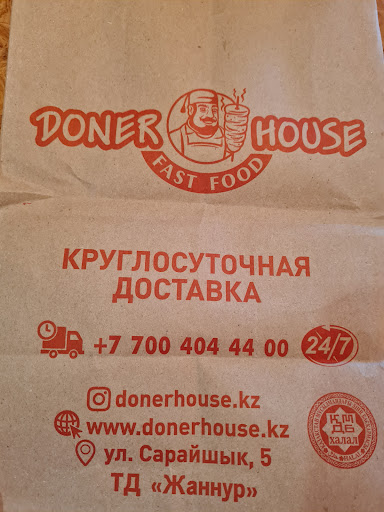 DONER HOUSE
FAST FOOD
КРУГЛОСУТОЧНАЯ
ДОСТАВКА
+7 700 404 44 00 24/7
donerhouse.kz
www.donerhouse.kz
ул. Сарайшык, 5
ТД «Жаннур»
ҚМДБ
ХАЛАЛ